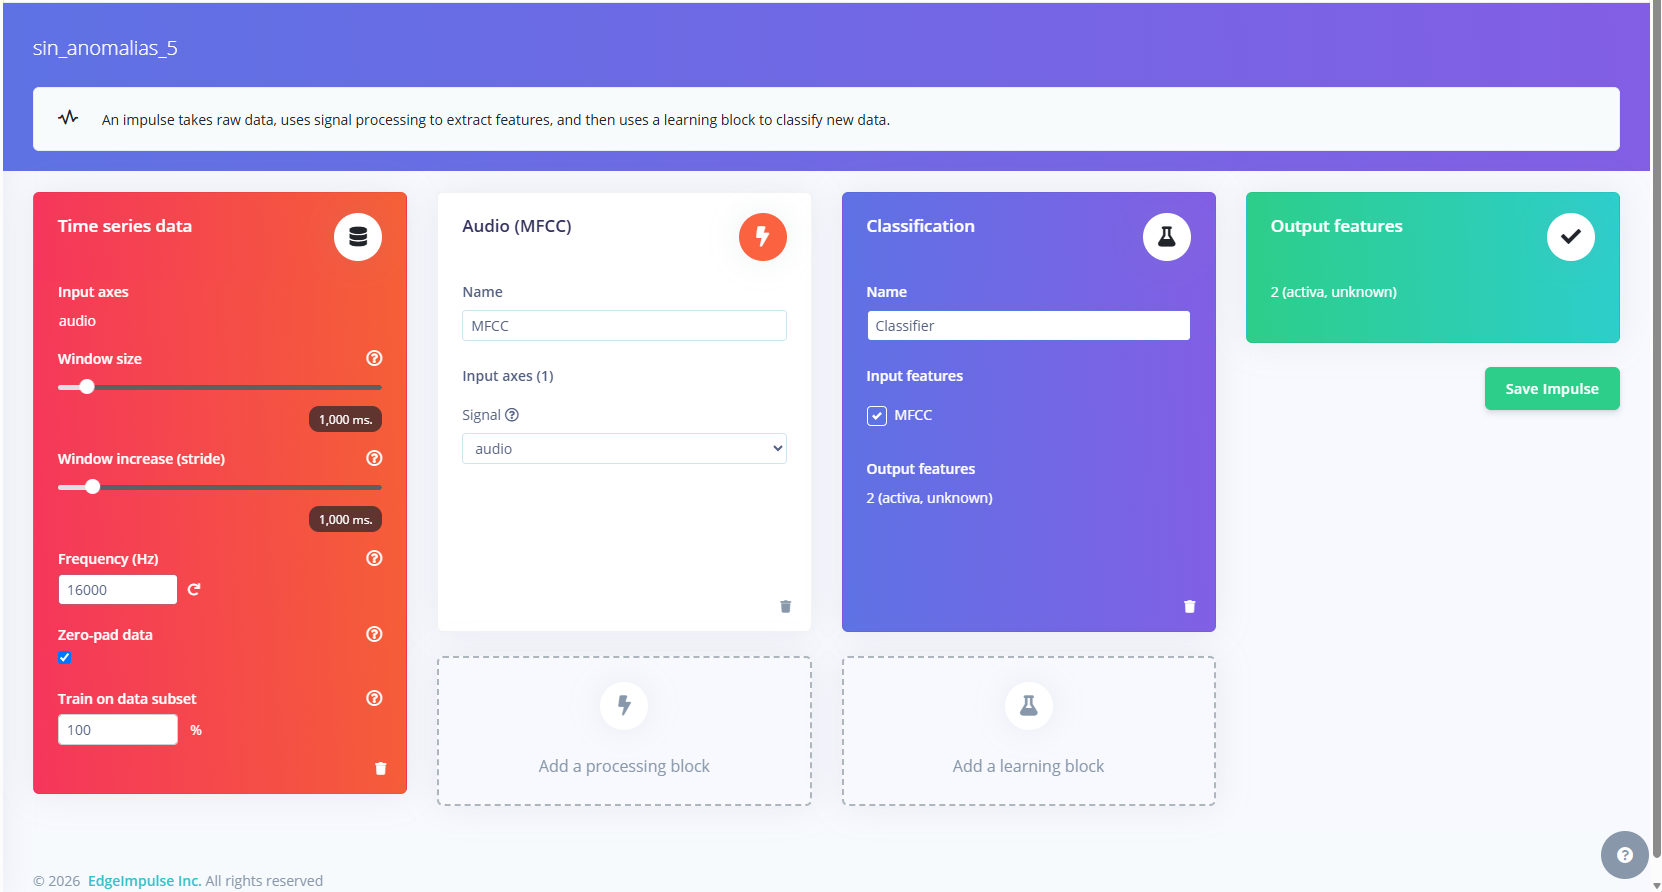 sin_anomalias_5
An impulse takes raw data, uses signal processing to extract features, and then uses a learning block to classify new data.
Time series data
Input axes
audio
Window size
1,000 ms.
Window increase (stride)
1,000 ms.
Frequency (Hz)
16000
Zero-pad data
Train on data subset
100 %
Audio (MFCC)
Name
MFCC
Input axes (1)
Signal
audio
Classification
Name
Classifier
Input features
MFCC
Output features
2 (activa, unknown)
Output features
2 (activa, unknown)
Save Impulse
Add a processing block
Add a learning block
© 2026 EdgeImpulse Inc. All rights reserved